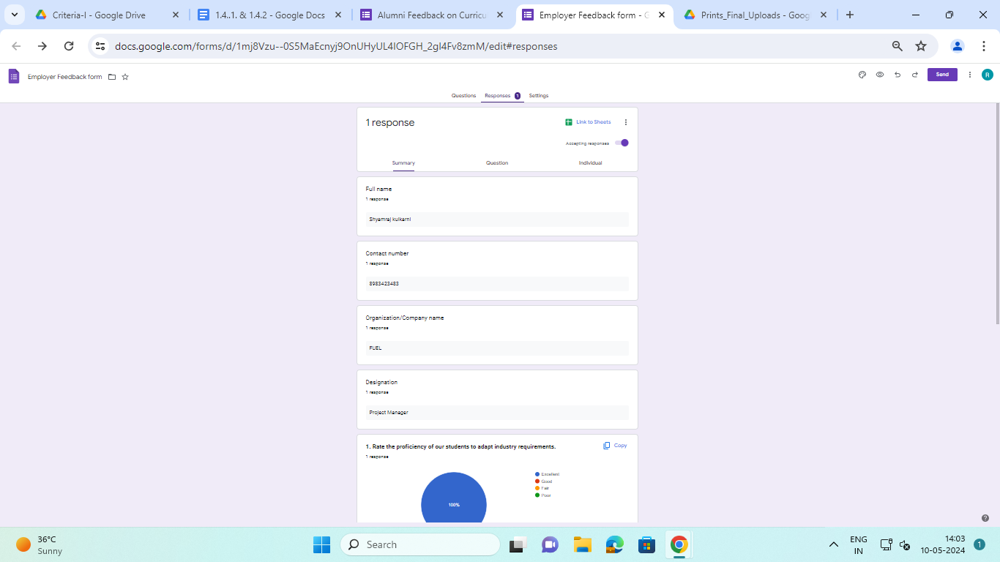 Criteria-I - Google Drive
1.4..1. & 1.4.2 - Google Docs
Alumni Feedback on Curricu
Employer Feedback form - G
Prints_Final_Uploads - Goog
docs.google.com/forms/d/1mj8Vzu--0S5MaEcnyj9OnUHyUL4lOFGH_2gI4Fv8zmM/edit#responses
Employer Feedback form
Send
R
Questions
Responses 1
Settings
1 response
Link to Sheets
Accepting responses
Summary
Question
Individual
Full name
1 response
Shyamraj kulkarni
Contact number
1 response
8983423483
Organization/Company name
1 response
FUEL
Designation
1 response
Project Manager
1. Rate the proficiency of our students to adapt industry requirements.
Copy
1 response
Excellent
Good
Fair
Poor
100%
36°C
Sunny
Search
ENG
IN
14:03
10-05-2024
1